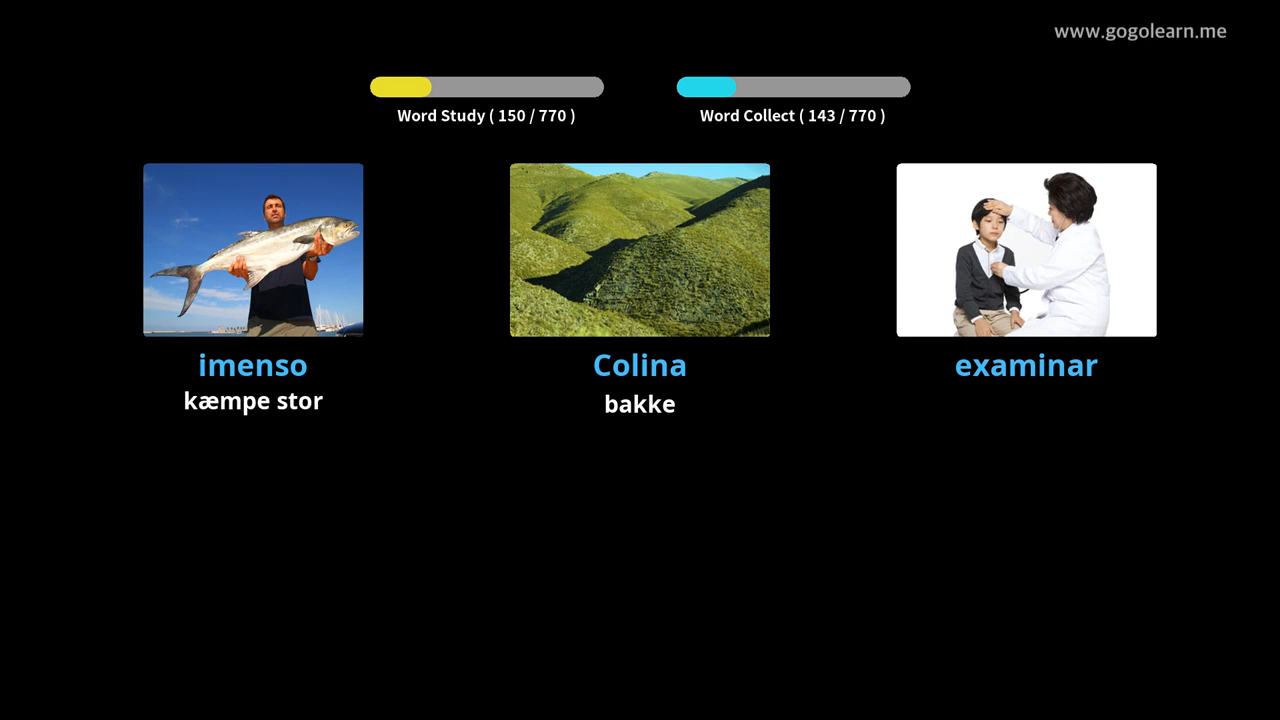 www.gogolearn.me
Word Study ( 150 / 770 )
Word Collect ( 143 / 770 )
imenso
kæmpe stor
Colina
bakke
examinar